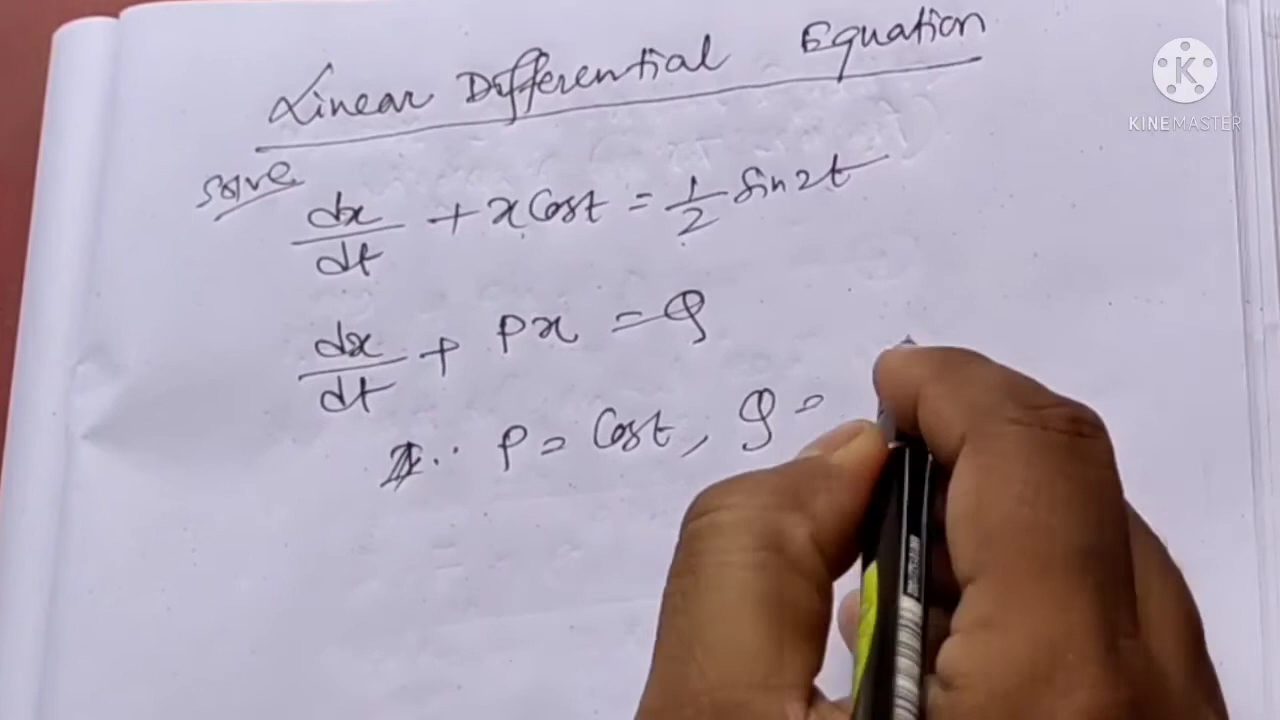 Linear Differential Equation
Solve
dx/dt + x Cost = 1/2 Sin2t
dx/dt + Px = Q
∴ P = Cost, Q =
K
KINEMASTER